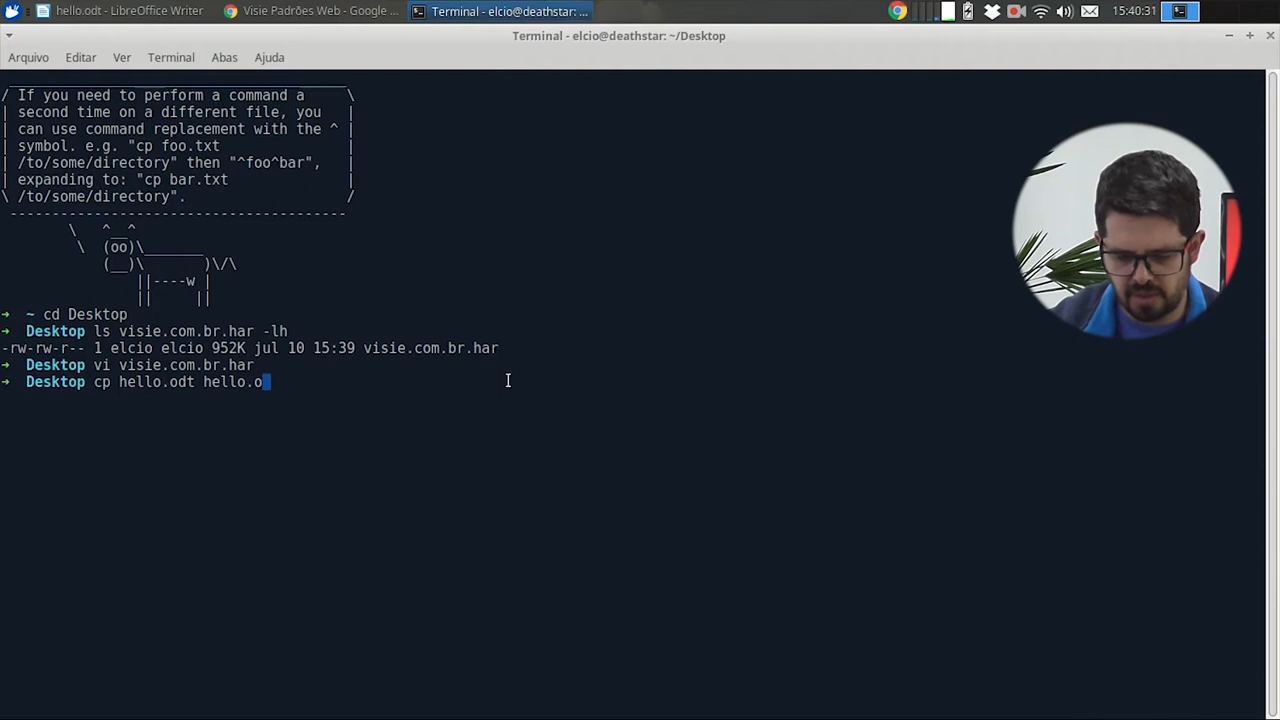 hello.odt - LibreOffice Writer
Visie Padrões Web - Google ...
Terminal - elcio@deathstar: ...
15:40:31
Terminal - elcio@deathstar: ~/Desktop
Arquivo Editar Ver Terminal Abas Ajuda
/ If you need to perform a command a \
| second time on a different file, you |
| can use command replacement with the ^ |
| symbol. e.g. "cp foo.txt |
| /to/some/directory" then "^foo^bar", |
| expanding to: "cp bar.txt |
\ /to/some/directory". /
----------------------------------------
\ ^__^
\ (oo)\_______
(__)\ )\/\
||----w |
|| ||
➜ ~ cd Desktop
➜ Desktop ls visie.com.br.har -lh
-rw-rw-r-- 1 elcio elcio 952K jul 10 15:39 visie.com.br.har
➜ Desktop vi visie.com.br.har
➜ Desktop cp hello.odt hello.o